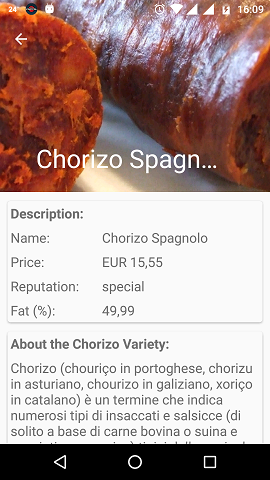 24° 16:09
Chorizo Spagn...
Description:
Name: Chorizo Spagnolo
Price: EUR 15,55
Reputation: special
Fat (%): 49,99
About the Chorizo Variety:
Chorizo (chouriço in portoghese, chorizu
in asturiano, chourizo in galiziano, xoriço
in catalano) è un termine che indica
numerosi tipi di insaccati e salsicce (di
solito a base di carne bovina o suina e